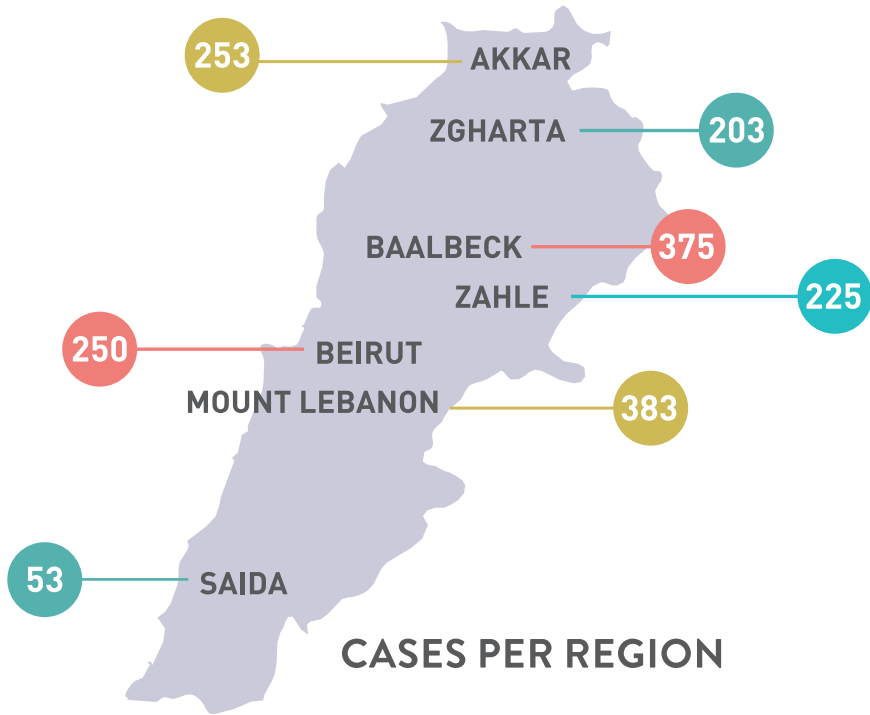 253
AKKAR
ZGHARTA
203
BAALBECK
375
ZAHLE
225
250
BEIRUT
MOUNT LEBANON
383
53
SAIDA
CASES PER REGION